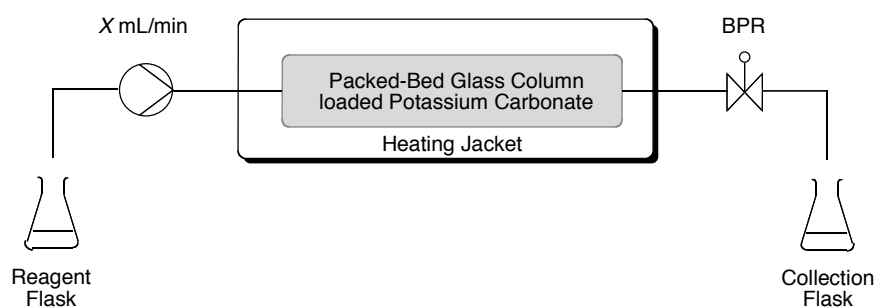 X mL/min
BPR
Packed-Bed Glass Column
loaded Potassium Carbonate
Heating Jacket
Reagent
Flask
Collection
Flask